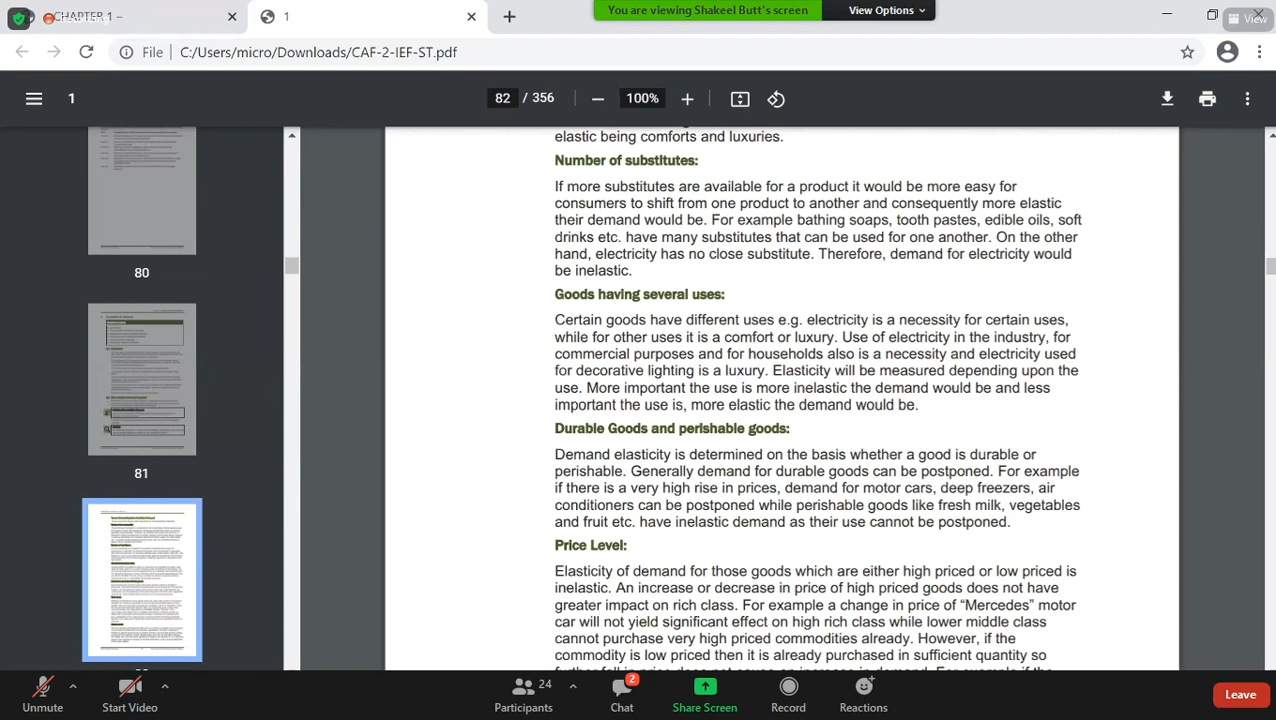 CHAPTER 1 –
1
You are viewing Shakeel Butt's screen
View Options
View
File
C:/Users/micro/Downloads/CAF-2-IEF-ST.pdf
1
82 / 356
100%
80
81
elastic being comforts and luxuries.
Number of substitutes:
If more substitutes are available for a product it would be more easy for
consumers to shift from one product to another and consequently more elastic
their demand would be. For example bathing soaps, tooth pastes, edible oils, soft
drinks etc. have many substitutes that can be used for one another. On the other
hand, electricity has no close substitute. Therefore, demand for electricity would
be inelastic.
Goods having several uses:
Certain goods have different uses e.g. electricity is a necessity for certain uses,
while for other uses it is a comfort or luxury. Use of electricity in the industry, for
commercial purposes and for households also is a necessity and electricity used
for decorative lighting is a luxury. Elasticity will be measured depending upon the
use. More important the use is more inelastic the demand would be and less
important the use is, more elastic the demand would be.
Durable Goods and perishable goods:
Demand elasticity is determined on the basis whether a good is durable or
perishable. Generally demand for durable goods can be postponed. For example
if there is a very high rise in prices, demand for motor cars, deep freezers, air
conditioners can be postponed while perishable goods like fresh milk, vegetables
and fruit, etc. have inelastic demand as their use cannot be postponed.
Price Level:
Elasticity of demand for those goods which are either high priced or low priced is
inelastic. An increase or decrease in price on high priced goods does not have
greater impact on rich class. For example a change in price of “Mercedes” motor
car will not yield significant effect on high rich class while lower middle class
cannot purchase very high priced commodities already. However, if the
commodity is low priced then it is already purchased in sufficient quantity so
further fall in price does not cause an increase in demand. For example if the
Unmute
Start Video
24
Participants
2
Chat
Share Screen
Record
Reactions
Leave